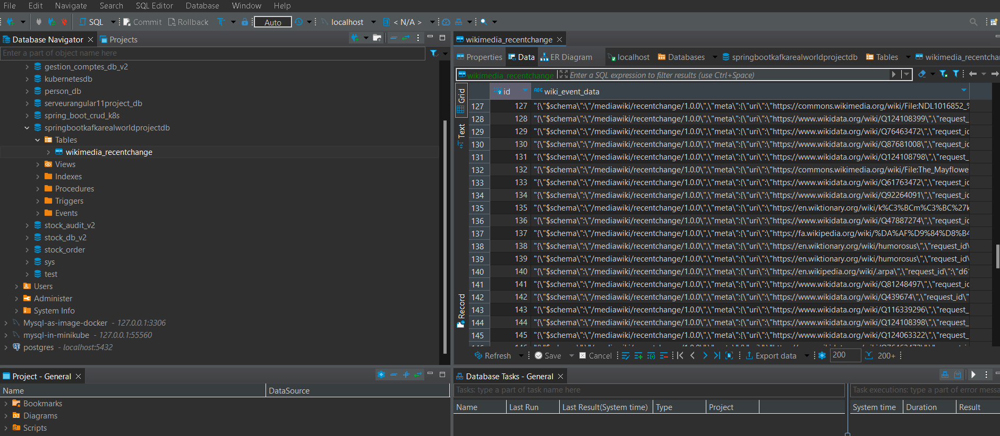 File Edit Navigate Search SQL Editor Database Window Help
SQL Commit Rollback Auto localhost < N/A >
Database Navigator Projects
Enter a part of object name here
gestion_comptes_db_v2
kubernetesdb
person_db
serveurangular11project_db
spring_boot_crud_k8s
springbootkafkarealworldprojectdb
Tables
wikimedia_recentchange
Views
Indexes
Procedures
Triggers
Events
stock_audit_v2
stock_db_v2
stock_order
sys
test
Users
Administer
System Info
Mysql-as-image-docker - 127.0.0.1:3306
mysql-in-minikube - 127.0.0.1:55560
postgres - localhost:5432
wikimedia_recentchange
Properties Data ER Diagram localhost Databases springbootkafkarealworldprojectdb Tables wikimedia_recentcha
wikimedia_recentchange Enter a SQL expression to filter results (use Ctrl+Space)
Grid
Text
Record
id ABC wiki_event_data
127 127 "{\"$schema\":\"/mediawiki/recentchange/1.0.0\",\"meta\":{\"uri\":\"https://commons.wikimedia.org/wiki/File:NDL1016852_%
128 128 "{\"$schema\":\"/mediawiki/recentchange/1.0.0\",\"meta\":{\"uri\":\"https://www.wikidata.org/wiki/Q124108399\",\"request_
129 129 "{\"$schema\":\"/mediawiki/recentchange/1.0.0\",\"meta\":{\"uri\":\"https://www.wikidata.org/wiki/Q76463472\",\"request_id
130 130 "{\"$schema\":\"/mediawiki/recentchange/1.0.0\",\"meta\":{\"uri\":\"https://www.wikidata.org/wiki/Q87681008\",\"request_id
131 131 "{\"$schema\":\"/mediawiki/recentchange/1.0.0\",\"meta\":{\"uri\":\"https://www.wikidata.org/wiki/Q124108798\",\"request_
132 132 "{\"$schema\":\"/mediawiki/recentchange/1.0.0\",\"meta\":{\"uri\":\"https://commons.wikimedia.org/wiki/File:The_Mayflowe
133 133 "{\"$schema\":\"/mediawiki/recentchange/1.0.0\",\"meta\":{\"uri\":\"https://www.wikidata.org/wiki/Q61763472\",\"request_id
134 134 "{\"$schema\":\"/mediawiki/recentchange/1.0.0\",\"meta\":{\"uri\":\"https://www.wikidata.org/wiki/Q92264091\",\"request_id
135 135 "{\"$schema\":\"/mediawiki/recentchange/1.0.0\",\"meta\":{\"uri\":\"https://en.wiktionary.org/wiki/k%C3%BCm%C3%BC%27k
136 136 "{\"$schema\":\"/mediawiki/recentchange/1.0.0\",\"meta\":{\"uri\":\"https://www.wikidata.org/wiki/Q47887274\",\"request_id
137 137 "{\"$schema\":\"/mediawiki/recentchange/1.0.0\",\"meta\":{\"uri\":\"https://fa.wikipedia.org/wiki/%DA%AF%D9%84%D8%B4
138 138 "{\"$schema\":\"/mediawiki/recentchange/1.0.0\",\"meta\":{\"uri\":\"https://en.wiktionary.org/wiki/humorosus\",\"request_id\
139 139 "{\"$schema\":\"/mediawiki/recentchange/1.0.0\",\"meta\":{\"uri\":\"https://en.wiktionary.org/wiki/humorosus\",\"request_id\
140 140 "{\"$schema\":\"/mediawiki/recentchange/1.0.0\",\"meta\":{\"uri\":\"https://en.wikipedia.org/wiki/.arpa\",\"request_id\":\"d61
141 141 "{\"$schema\":\"/mediawiki/recentchange/1.0.0\",\"meta\":{\"uri\":\"https://www.wikidata.org/wiki/Q81248497\",\"request_id
142 142 "{\"$schema\":\"/mediawiki/recentchange/1.0.0\",\"meta\":{\"uri\":\"https://www.wikidata.org/wiki/Q439674\",\"request_id\"
143 143 "{\"$schema\":\"/mediawiki/recentchange/1.0.0\",\"meta\":{\"uri\":\"https://www.wikidata.org/wiki/Q116339296\",\"request_
144 144 "{\"$schema\":\"/mediawiki/recentchange/1.0.0\",\"meta\":{\"uri\":\"https://www.wikidata.org/wiki/Q124108398\",\"request_
145 145 "{\"$schema\":\"/mediawiki/recentchange/1.0.0\",\"meta\":{\"uri\":\"https://www.wikidata.org/wiki/Q124063322\",\"request_
Refresh Save Cancel Export data 200 200+
Project - General
Name DataSource
Bookmarks
Diagrams
Scripts
Database Tasks - General
Tasks: type a part of task name here Task executions: type a part of error messa
Name Last Run Last Result(System time) Type Project System time Duration Result